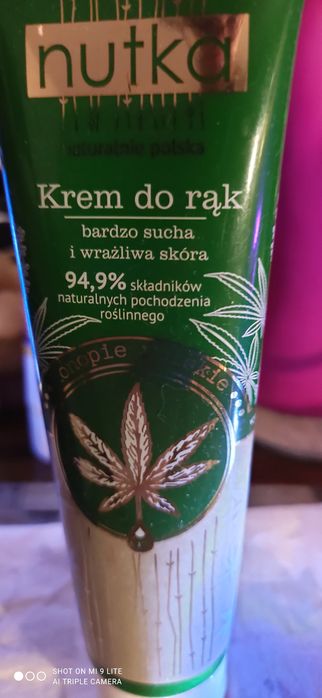 nutka
naturalnie polska
Krem do rąk
bardzo sucha
i wrażliwa skóra
94,9% składników
naturalnych pochodzenia
roślinnego
SHOT ON MI 9 LITE
AI TRIPLE CAMERA